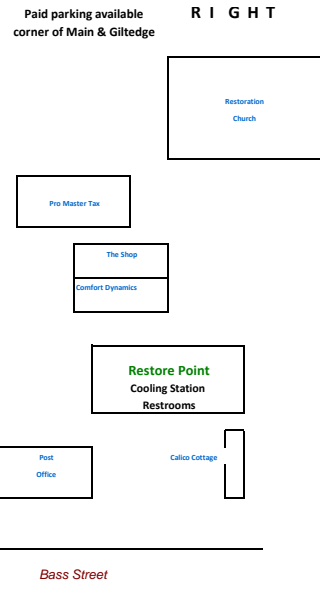 Paid parking available
corner of Main & Giltedge
R I G H T
Restoration
Church
Pro Master Tax
The Shop
Comfort Dynamics
Restore Point
Cooling Station
Restrooms
Post
Office
Calico Cottage
Bass Street